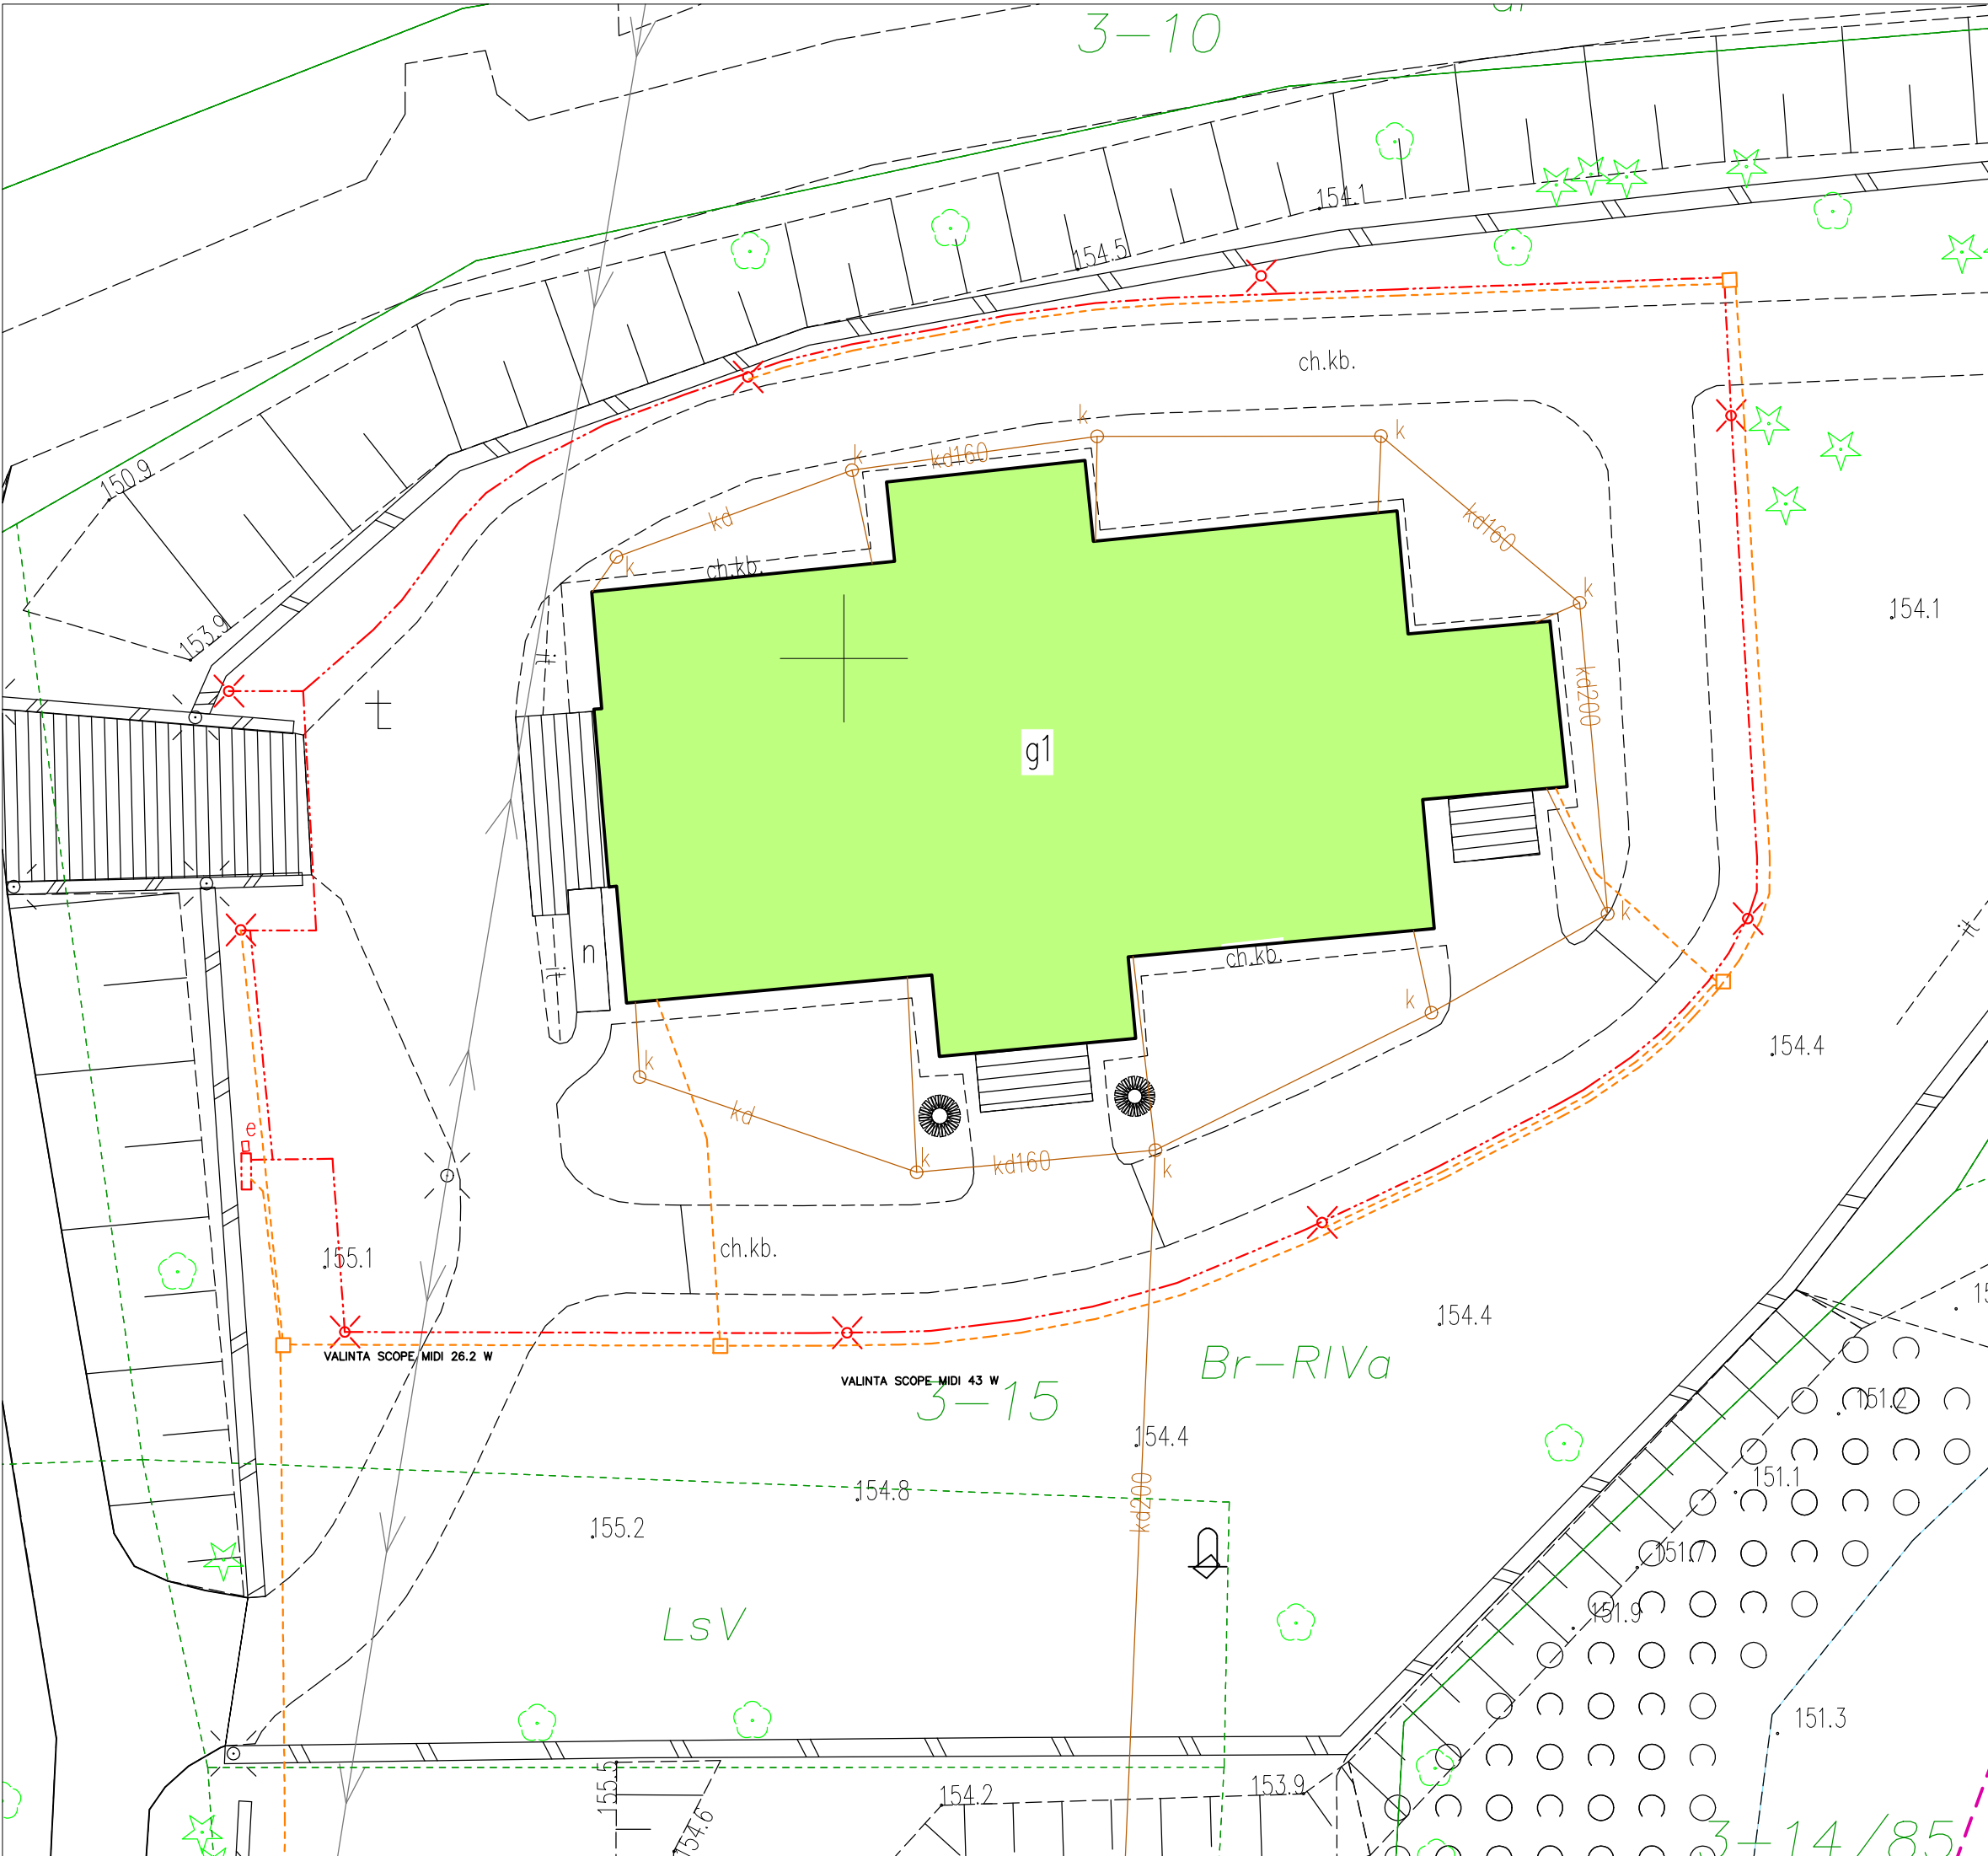 3-10
154.1
154.5
ch.kb.
150.9
k
k
k
k
kd160
kd
kd160
k
ch.kb.
k
154.1
153.9
kd200
t
g1
k
ch.kb.
n
k
154.4
k
e
kd
k
kd160
k
ch.kb.
155.1
154.4
VALINTA SCOPE MIDI 26.2 W
Br-RIVa
VALINTA SCOPE MIDI 43 W
3-15
151.2
154.4
154.8
151.1
kd200
155.2
151.7
LsV
151.9
151.3
155.5
154.2
153.9
154.6
3-14/85